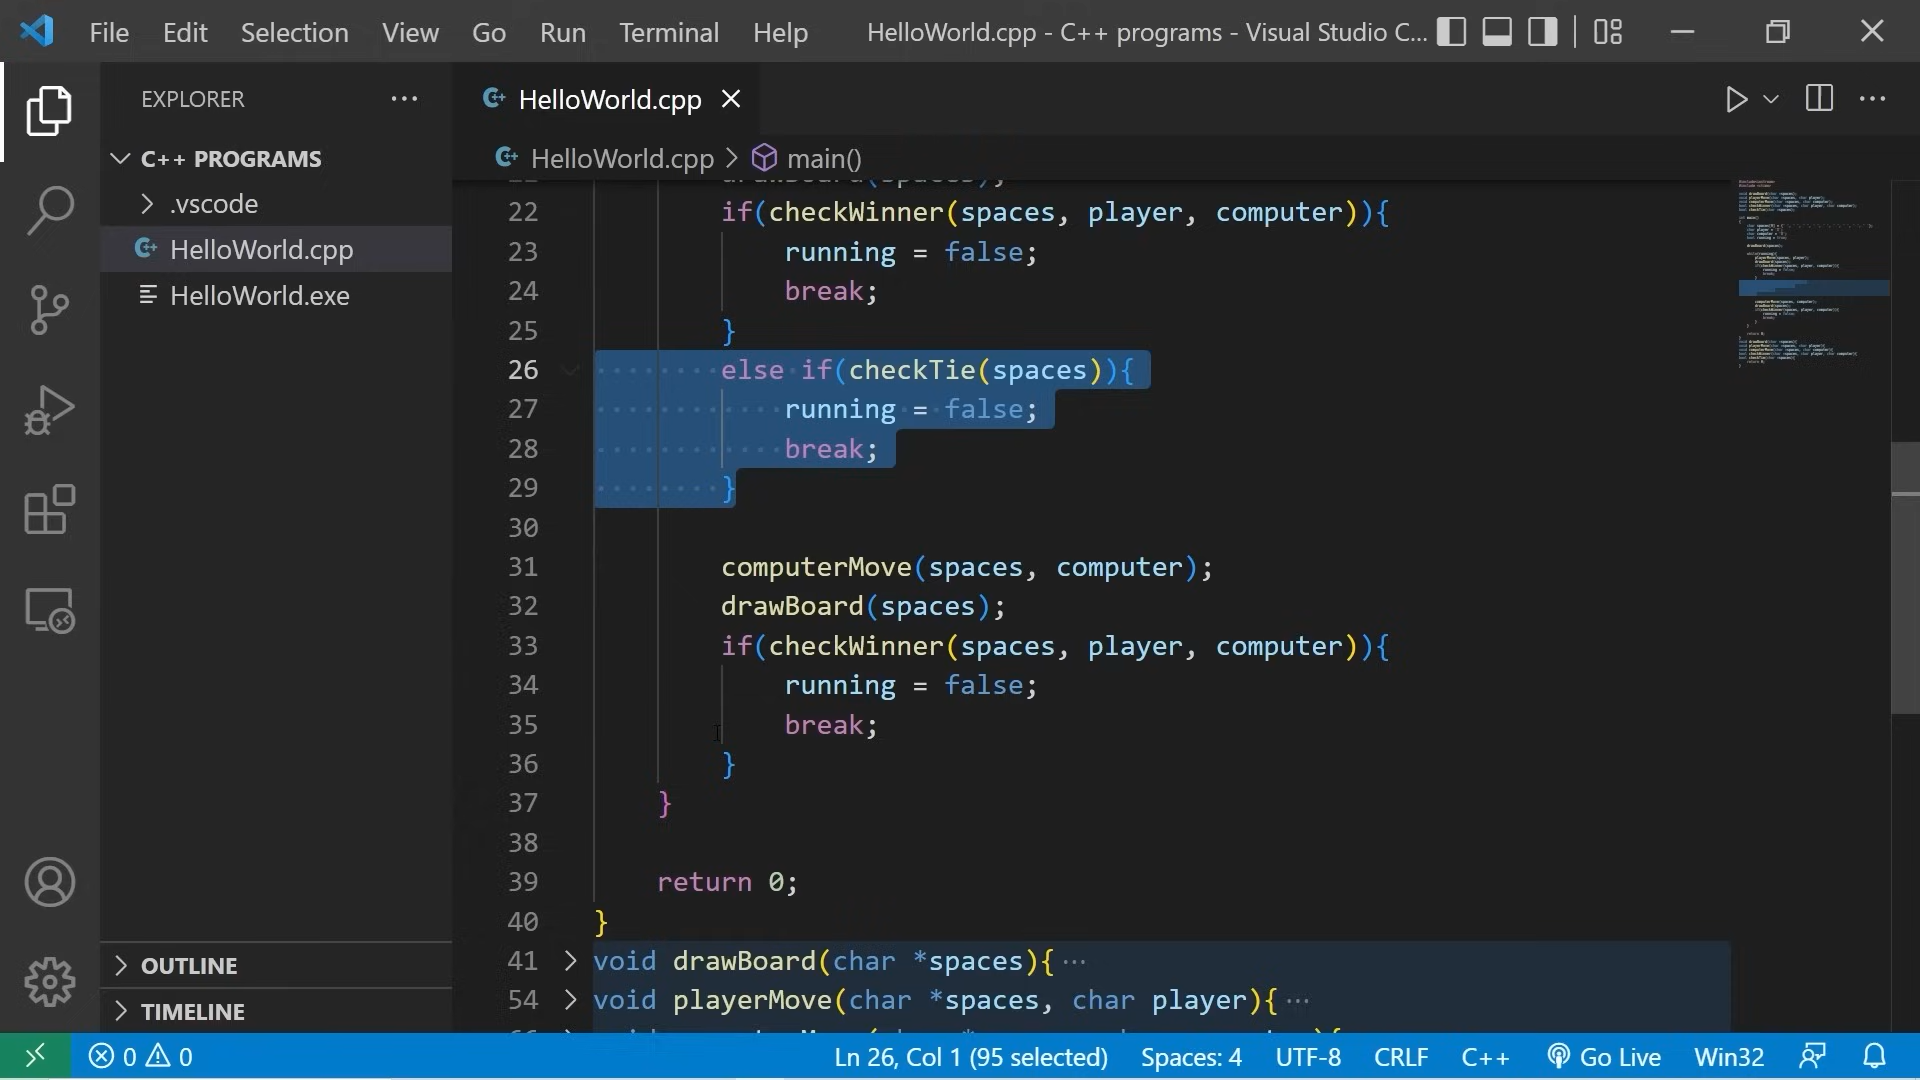 File Edit Selection View Go Run Terminal Help HelloWorld.cpp - C++ programs - Visual Studio C...
EXPLORER
C++ PROGRAMS
.vscode
HelloWorld.cpp
HelloWorld.exe
OUTLINE
TIMELINE
HelloWorld.cpp
HelloWorld.cpp > main()
22 if(checkWinner(spaces, player, computer)){
23 running = false;
24 break;
25 }
26 else if(checkTie(spaces)){
27 running = false;
28 break;
29 }
30
31 computerMove(spaces, computer);
32 drawBoard(spaces);
33 if(checkWinner(spaces, player, computer)){
34 running = false;
35 break;
36 }
37 }
38
39 return 0;
40 }
41 void drawBoard(char *spaces){ ...
54 void playerMove(char *spaces, char player){ ...
0 0 Ln 26, Col 1 (95 selected) Spaces: 4 UTF-8 CRLF C++ Go Live Win32